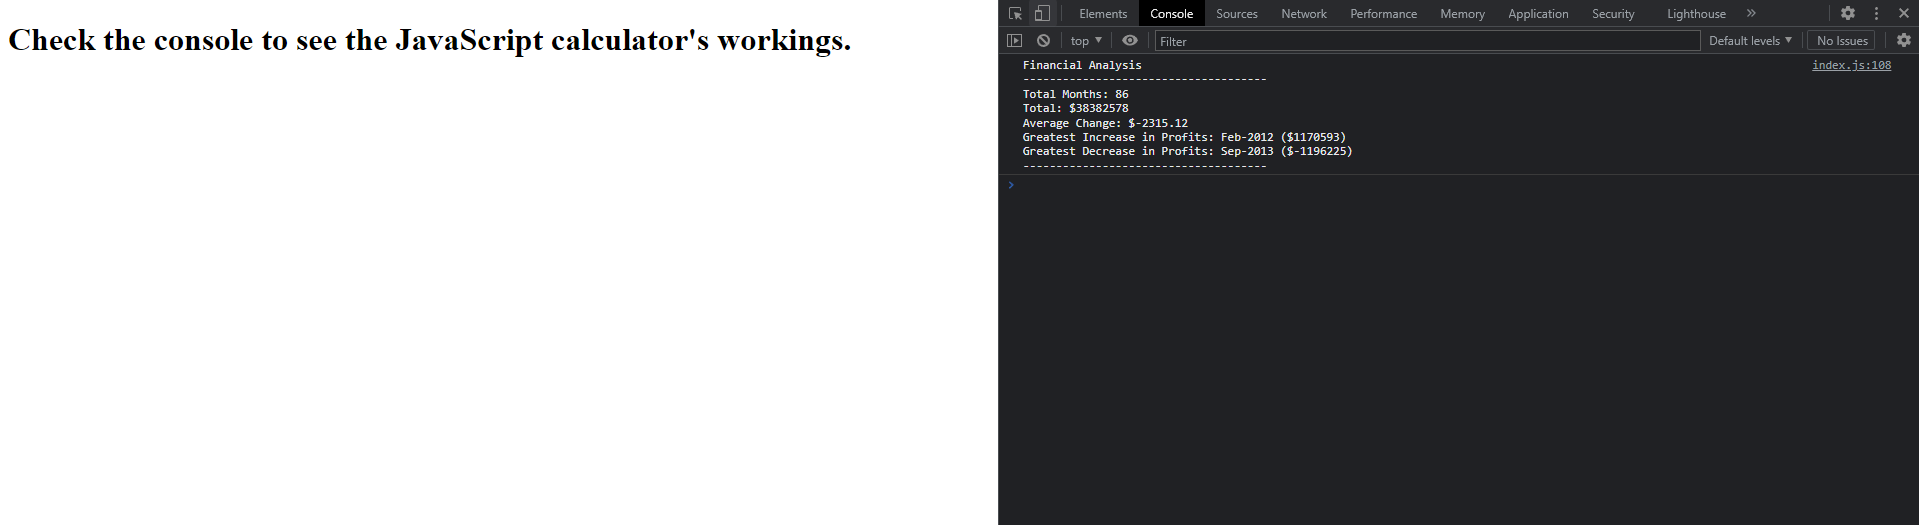 Check the console to see the JavaScript calculator's workings.
Elements Console Sources Network Performance Memory Application Security Lighthouse »
top Filter Default levels No Issues
Financial Analysis index.js:108
-------------------------------------
Total Months: 86
Total: $38382578
Average Change: $-2315.12
Greatest Increase in Profits: Feb-2012 ($1170593)
Greatest Decrease in Profits: Sep-2013 ($-1196225)
-------------------------------------